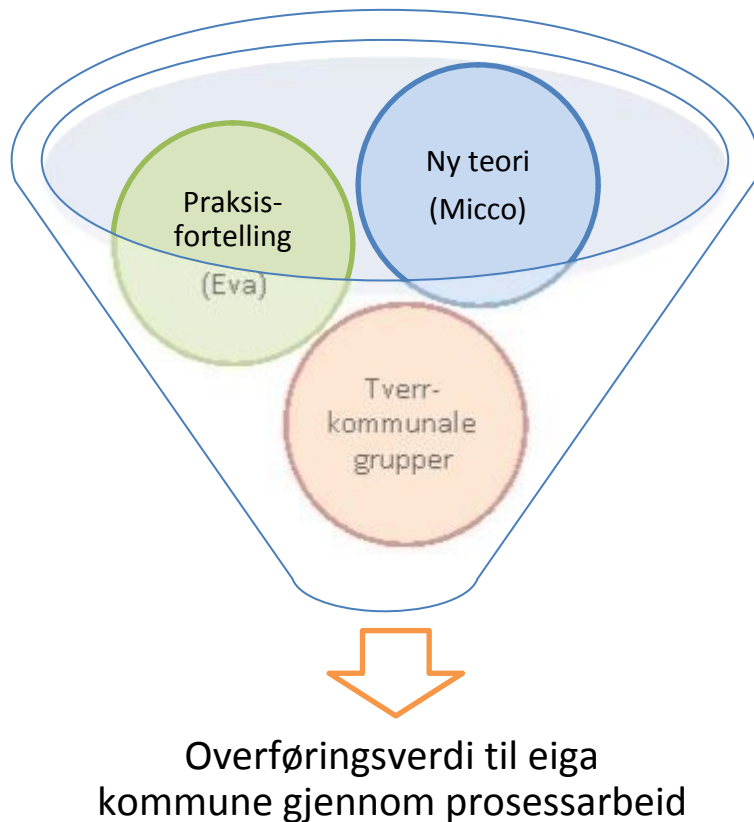 Praksis-
fortelling
(Eva)
Ny teori
(Micco)
Tverr-
kommunale
grupper
Overføringsverdi til eiga
kommune gjennom prosessarbeid